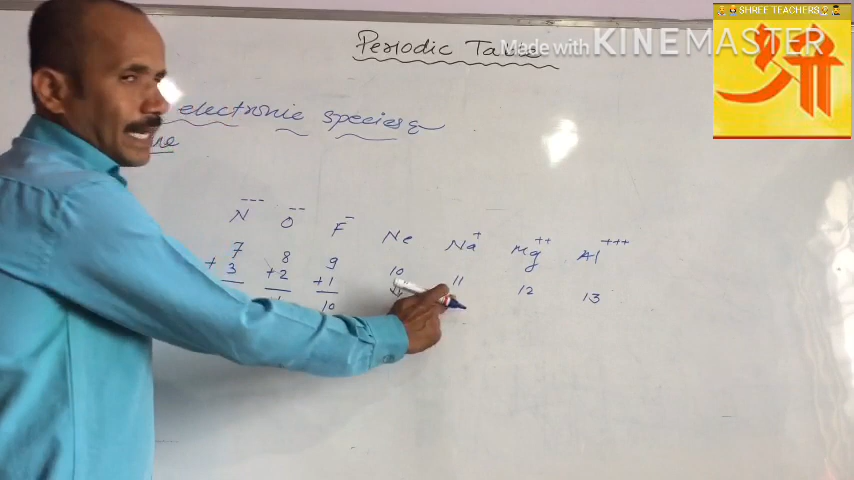 SHREE TEACHERS
श्री
Periodic Table
Made with KINEMASTER
electronic species
N--- O-- F- Ne Na+ Mg++ Al+++
7 8 9 10 11 12 13
+3 +2 +1
10